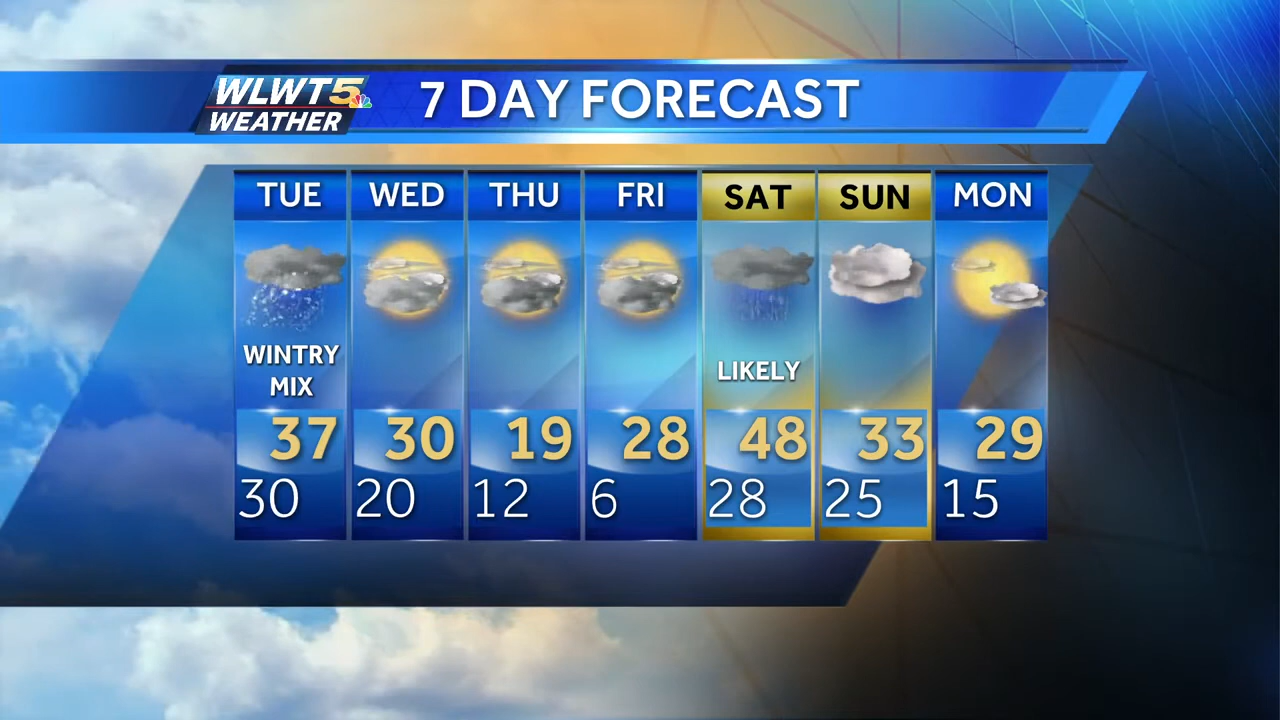 WLWT5
WEATHER
7 DAY FORECAST
TUE WED THU FRI SAT SUN MON
WINTRY
MIX
LIKELY
37 30 19 28 48 33 29
30 20 12 6 28 25 15